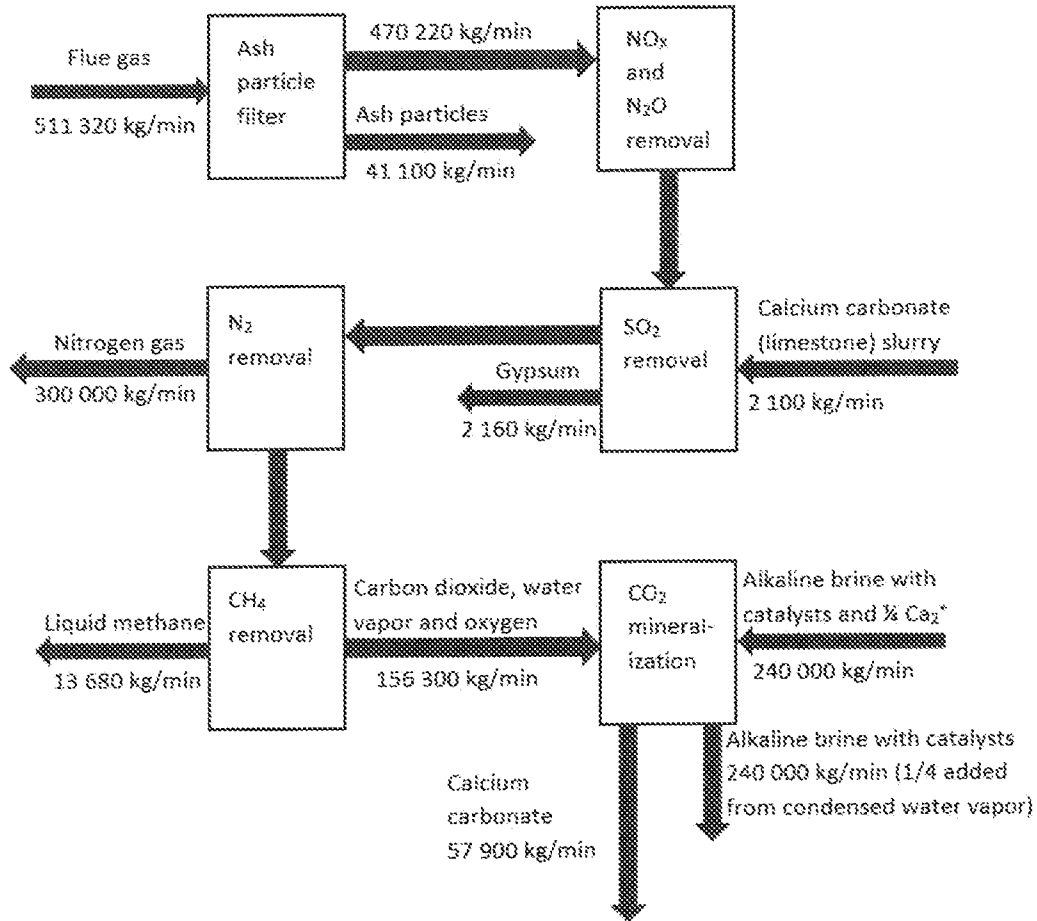 Flue gas
511 320 kg/min
Ash
particle
filter
470 220 kg/min
Ash particles
41 100 kg/min
NOx
and
N2O
removal
Nitrogen gas
300 000 kg/min
N2
removal
Gypsum
2 160 kg/min
SO2
removal
Calcium carbonate
(limestone) slurry
2 100 kg/min
Liquid methane
13 680 kg/min
CH4
removal
Carbon dioxide, water
vapor and oxygen
156 300 kg/min
CO2
mineral-
ization
Alkaline brine with
catalysts and ¼ Ca2+
240 000 kg/min
Calcium
carbonate
57 900 kg/min
Alkaline brine with catalysts
240 000 kg/min (1/4 added
from condensed water vapor)